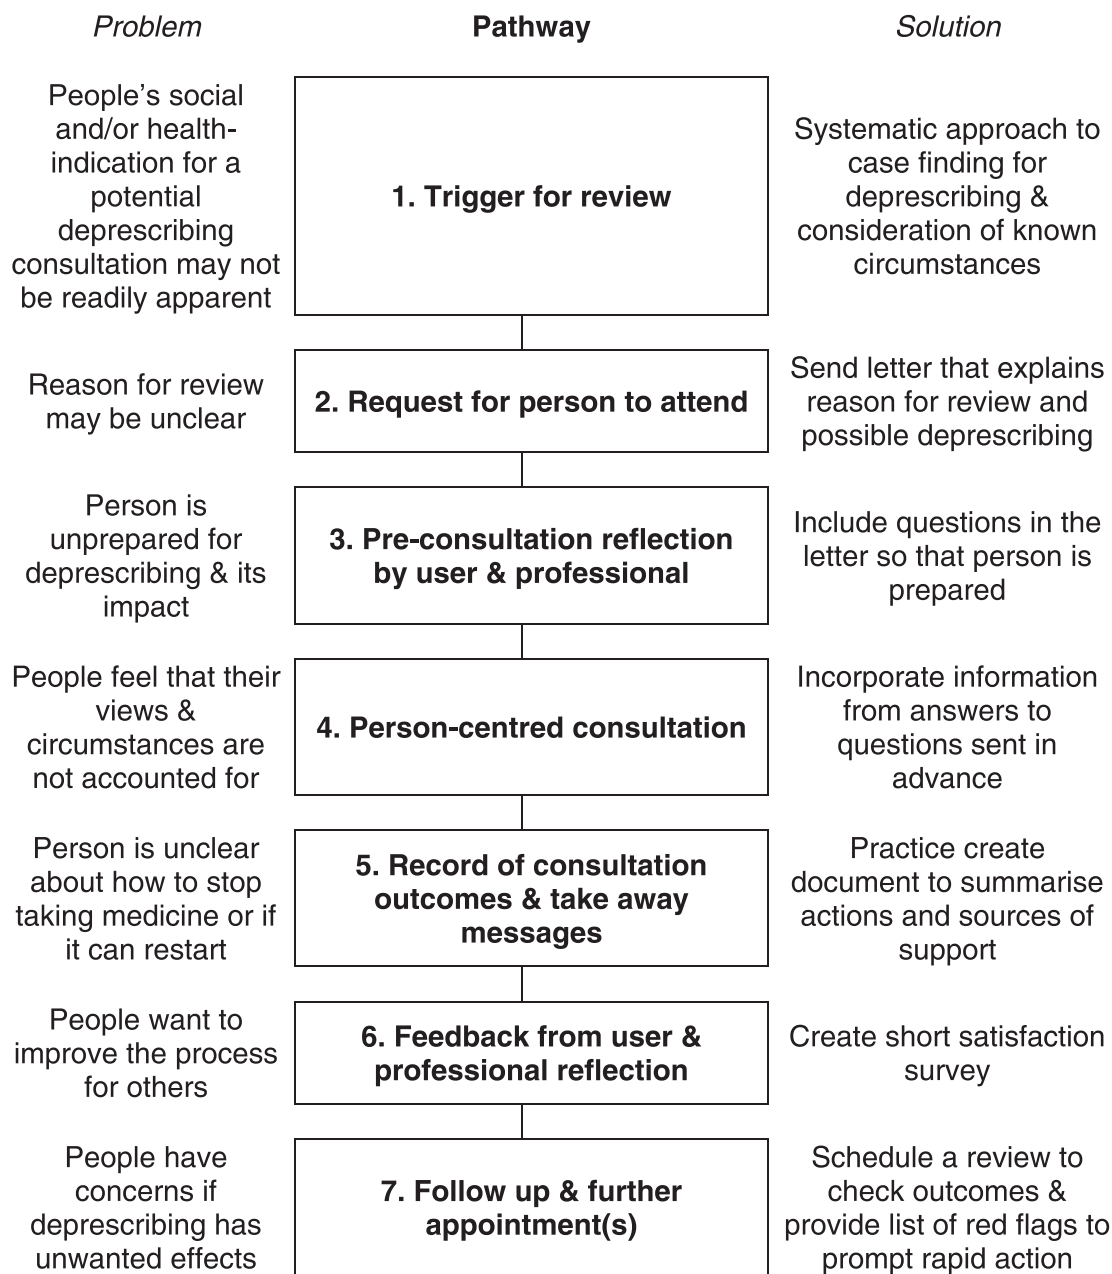 Problem
Pathway
Solution
People's social
and/or health-
indication for a
potential
deprescribing
consultation may not
be readily apparent
1. Trigger for review
Systematic approach to
case finding for
deprescribing &
consideration of known
circumstances
Reason for review
may be unclear
2. Request for person to attend
Send letter that explains
reason for review and
possible deprescribing
Person is
unprepared for
deprescribing & its
impact
3. Pre-consultation reflection
by user & professional
Include questions in the
letter so that person is
prepared
People feel that their
views &
circumstances are
not accounted for
4. Person-centred consultation
Incorporate information
from answers to
questions sent in
advance
Person is unclear
about how to stop
taking medicine or if
it can restart
5. Record of consultation
outcomes & take away
messages
Practice create
document to summarise
actions and sources of
support
People want to
improve the process
for others
6. Feedback from user &
professional reflection
Create short satisfaction
survey
People have
concerns if
deprescribing has
unwanted effects
7. Follow up & further
appointment(s)
Schedule a review to
check outcomes &
provide list of red flags to
prompt rapid action